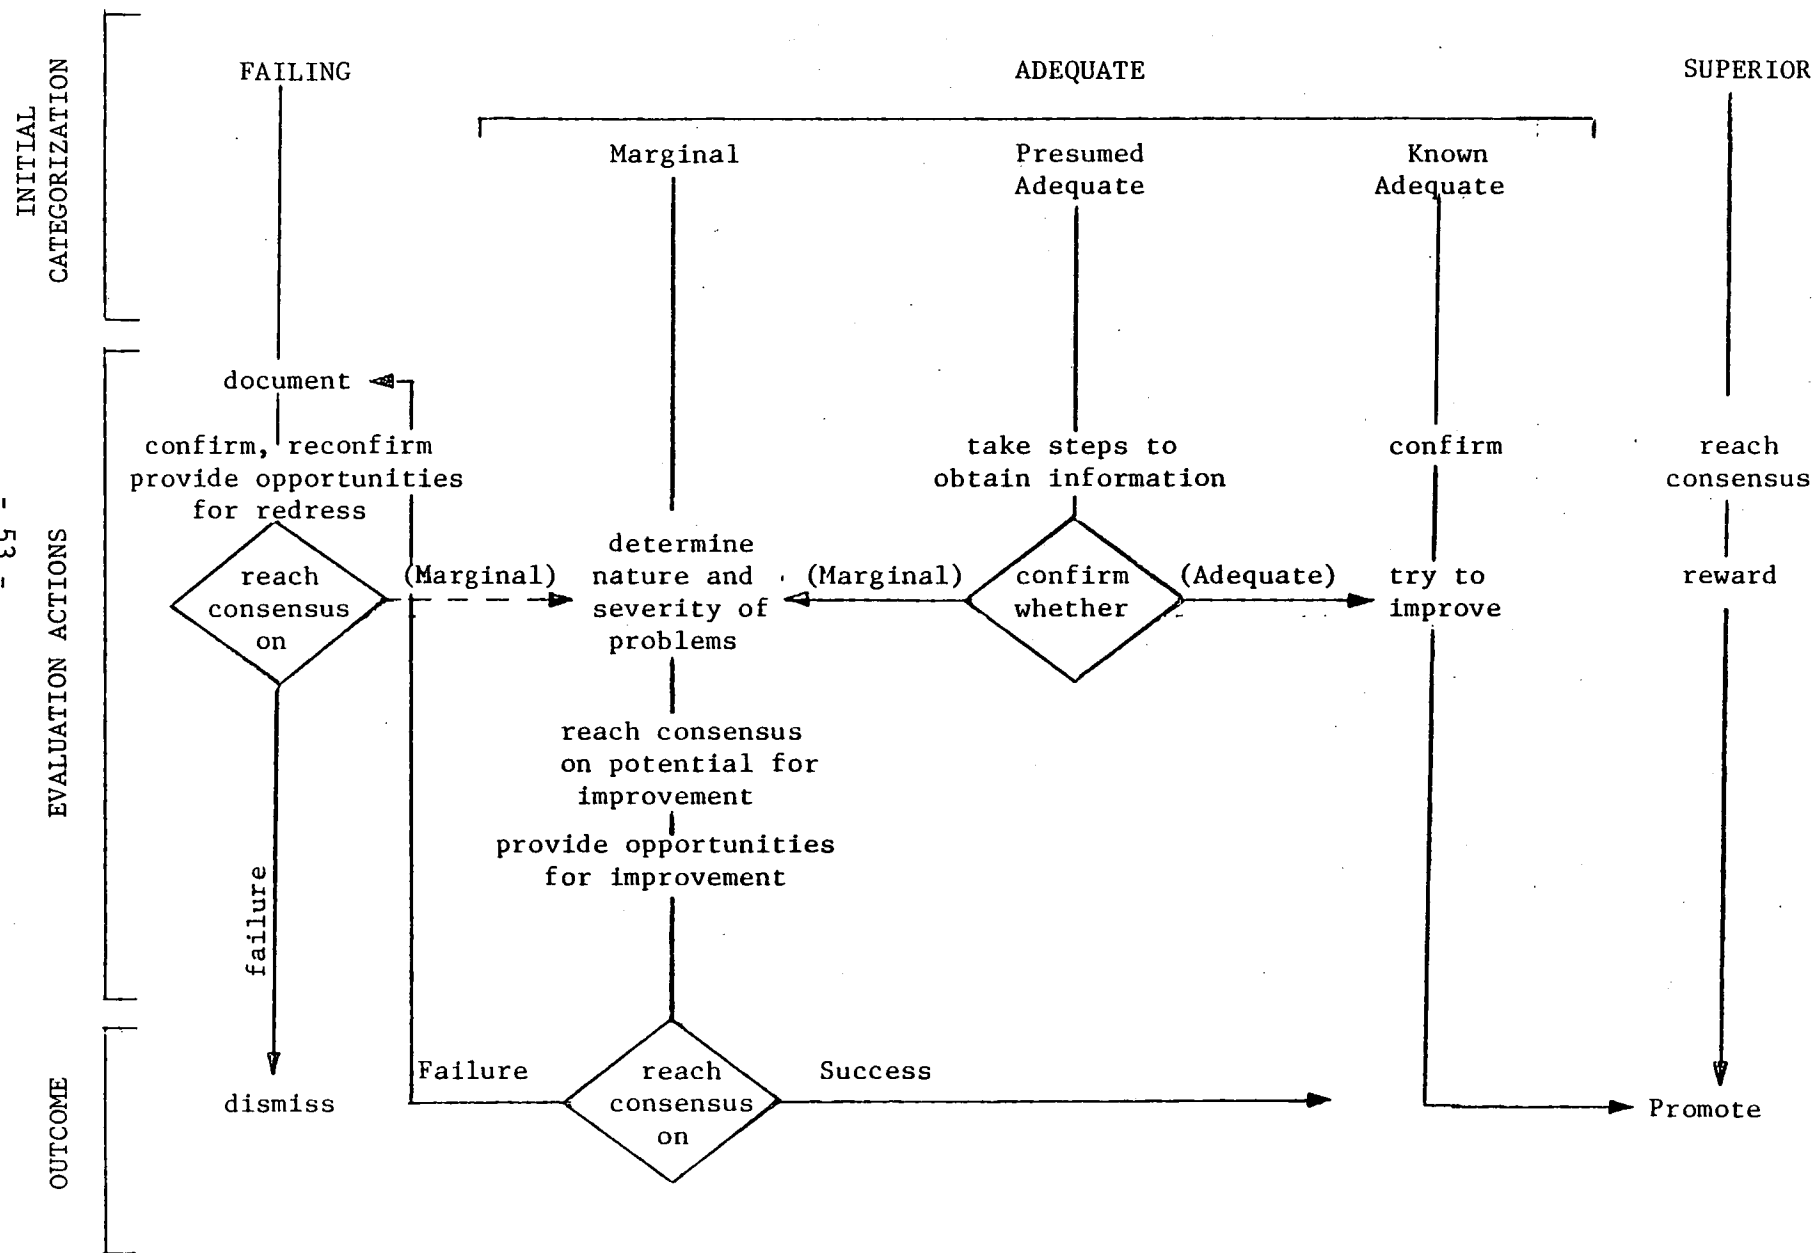 INITIAL
CATEGORIZATION
FAILING
ADEQUATE
SUPERIOR
Marginal
Presumed
Adequate
Known
Adequate
EVALUATION ACTIONS
document
confirm, reconfirm
provide opportunities
for redress
reach
consensus
on
(Marginal)
failure
determine
nature and
severity of
problems
reach consensus
on potential for
improvement
provide opportunities
for improvement
take steps to
obtain information
(Marginal)
confirm
whether
(Adequate)
confirm
try to
improve
reach
consensus
reward
OUTCOME
dismiss
Failure
reach
consensus
on
Success
Promote
- 53 -